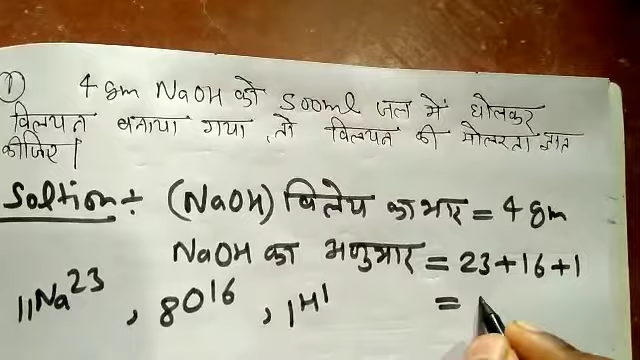 ① 4 gm NaOH को 500ml जल में घोलकर
विलयन बनाया गया, तो विलयन की मोलरता ज्ञात
कीजिए।
Soltion ÷ (NaOH) विलेय का भार = 4 gm
NaOH का अणुभार = 23+16+1
₁₁Na²³ , ₈O¹⁶ , ₁H¹ =